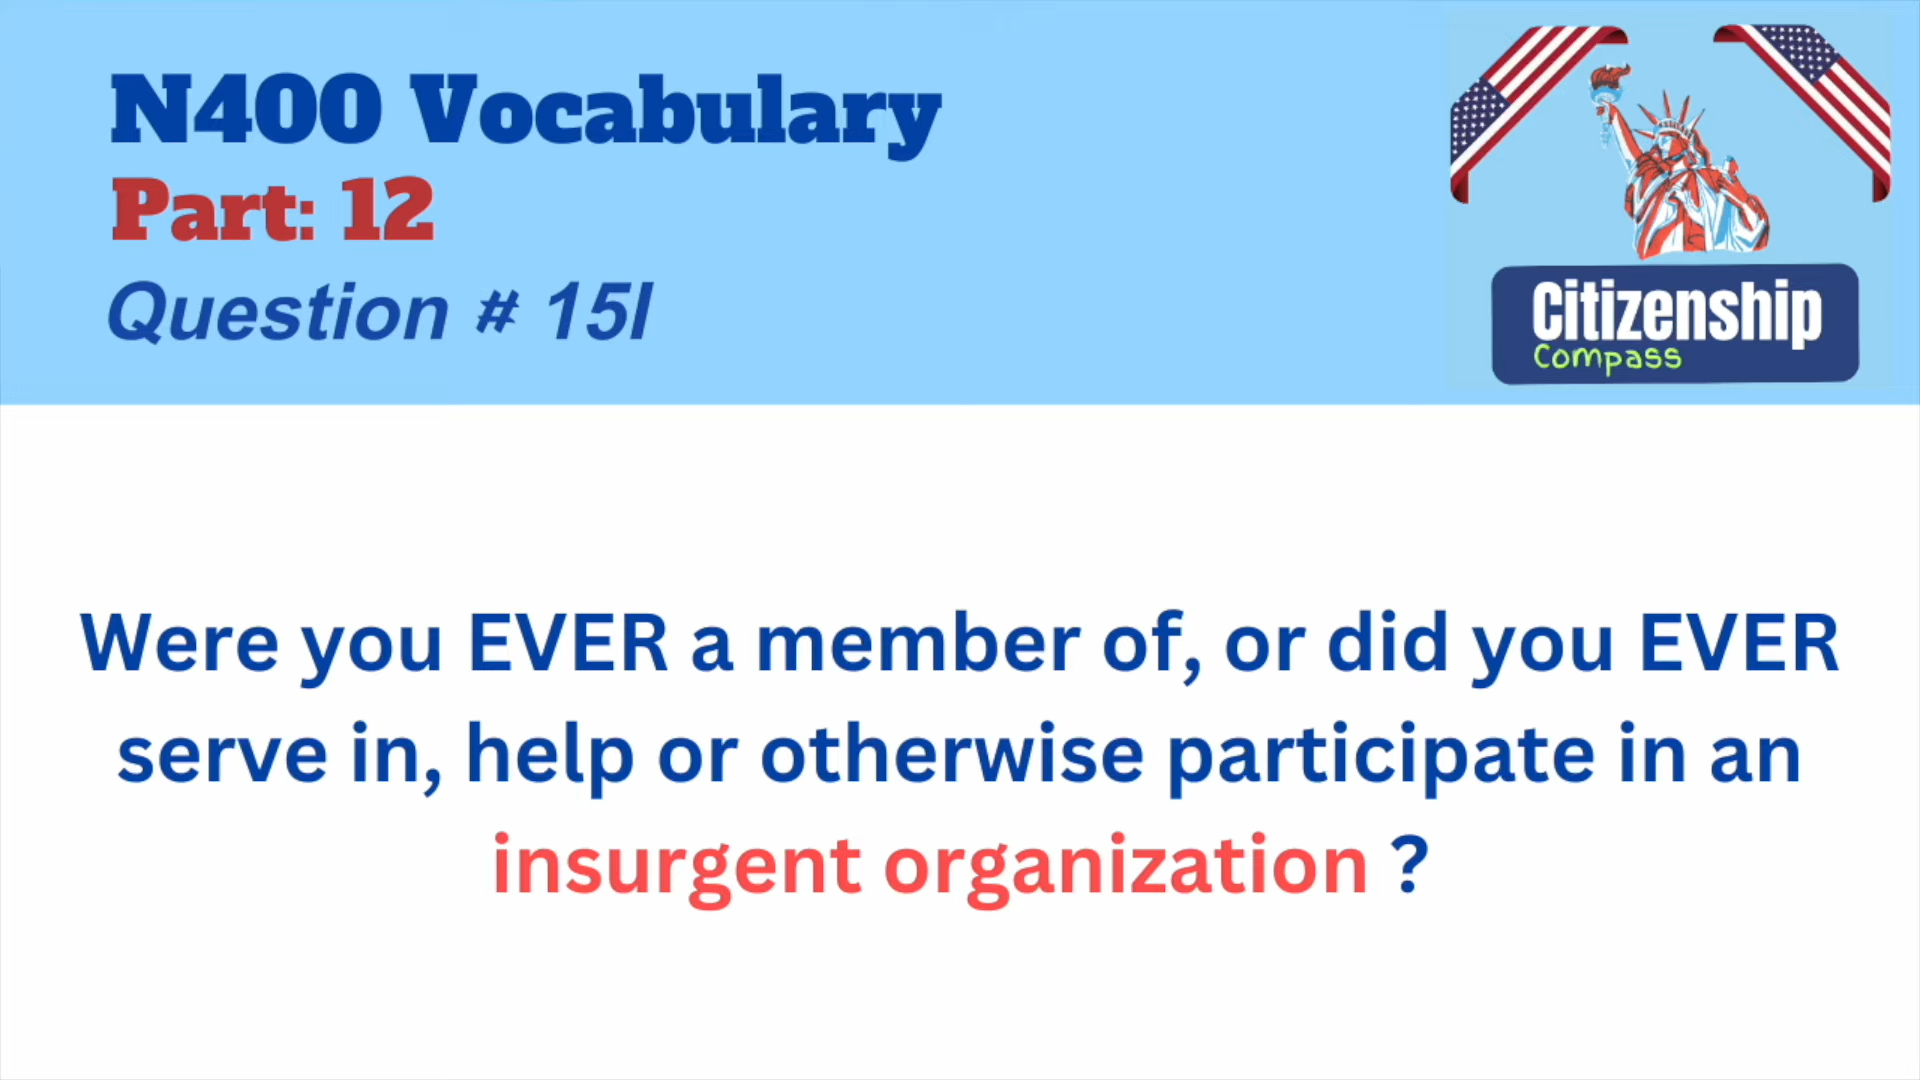 N400 Vocabulary
Part: 12
Question # 15I
Citizenship
Compass
Were you EVER a member of, or did you EVER
serve in, help or otherwise participate in an
insurgent organization ?